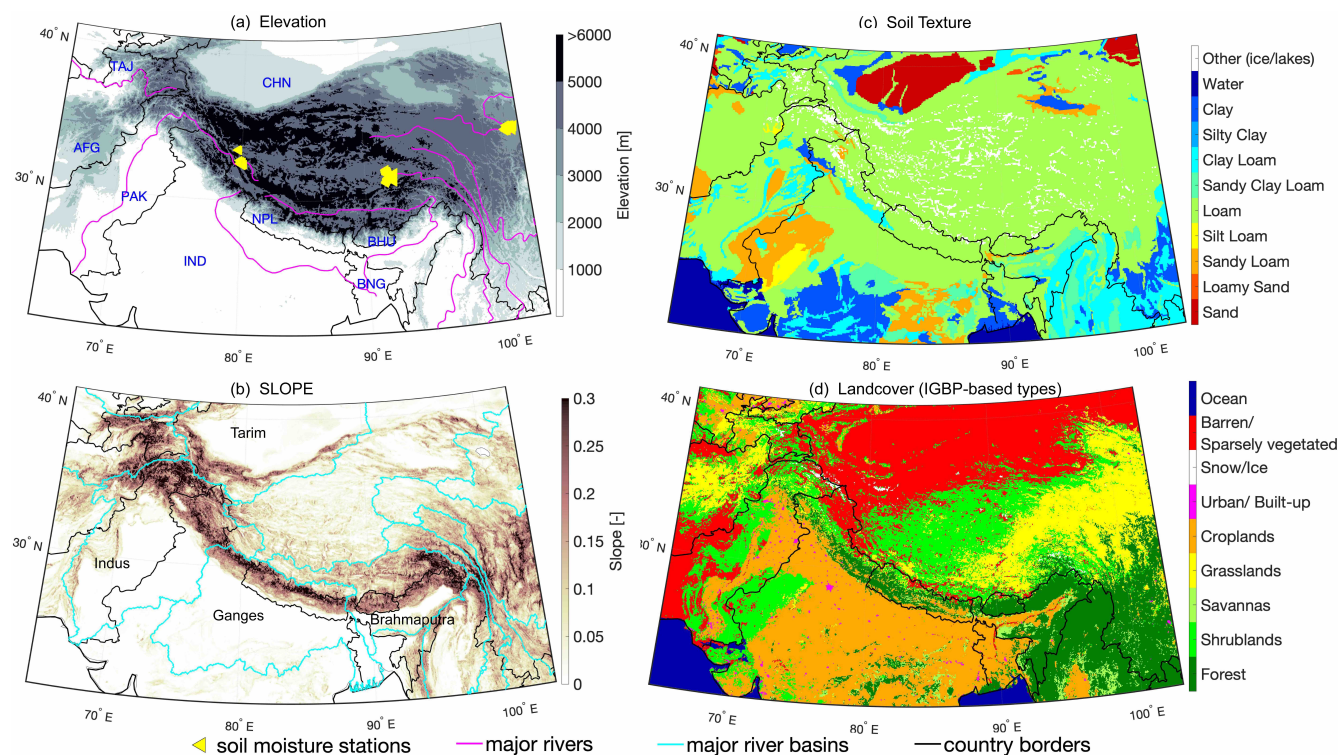 (a) Elevation
40° N
30° N
TAJ
CHN
AFG
PAK
NPL
BHU
IND
BNG
70° E
80° E
90° E
100° E
>6000
5000
4000
3000
2000
1000
Elevation [m]
(c) Soil Texture
40° N
30° N
70° E
80° E
90° E
100° E
Other (ice/lakes)
Water
Clay
Silty Clay
Clay Loam
Sandy Clay Loam
Loam
Silt Loam
Sandy Loam
Loamy Sand
Sand
(b) SLOPE
40° N
30° N
Tarim
Indus
Ganges
Brahmaputra
70° E
80° E
90° E
100° E
0.3
0.25
0.2
0.15
0.1
0.05
0
Slope [-]
(d) Landcover (IGBP-based types)
40° N
30° N
70° E
80° E
90° E
100° E
Ocean
Barren/
Sparsely vegetated
Snow/Ice
Urban/ Built-up
Croplands
Grasslands
Savannas
Shrublands
Forest
soil moisture stations
major rivers
major river basins
country borders